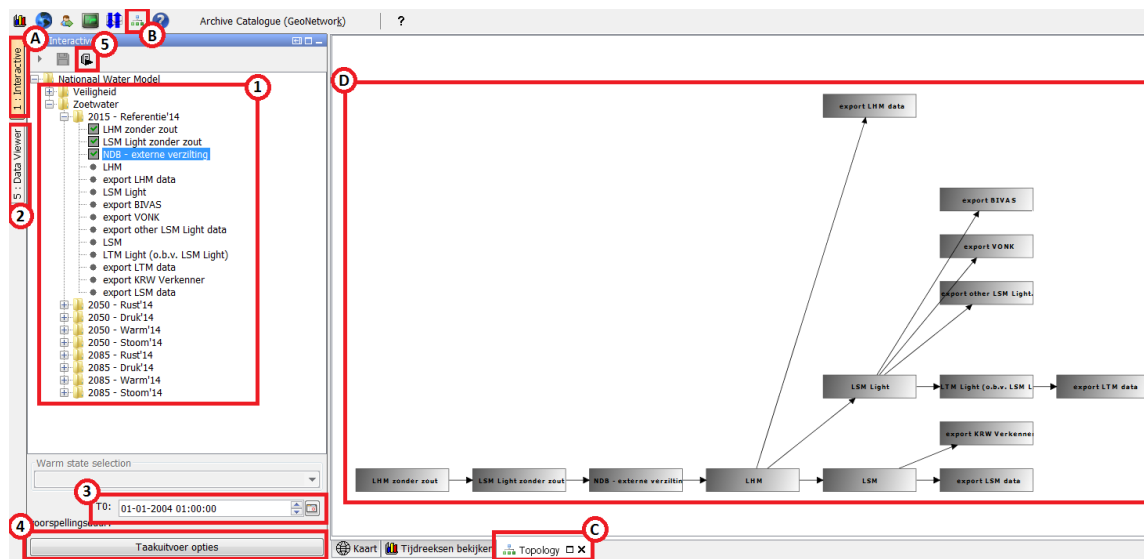 Archive Catalogue (GeoNetwork)
?
A
B
5
Interactive
1 : Interactive
5 : Data Viewer
2
1
Nationaal Water Model
Veiligheid
Zoetwater
2015 - Referentie'14
LHM zonder zout
LSM Light zonder zout
NDB - externe verzilting
LHM
export LHM data
LSM Light
export BIVAS
export VONK
export other LSM Light data
LSM
LTM Light (o.b.v. LSM Light)
export LTM data
export KRW Verkenner
export LSM data
2050 - Rust'14
2050 - Druk'14
2050 - Warm'14
2050 - Stoom'14
2085 - Rust'14
2085 - Druk'14
2085 - Warm'14
2085 - Stoom'14
Warm state selection
3
T0:
01-01-2004 01:00:00
4
Taakuitvoer opties
D
export LHM data
export BIVAS
export VONK
export other LSM Light.
LSM Light
LTM Light (o.b.v. LSM L
export LTM data
export KRW Verkenner
LHM zonder zout
LSM Light zonder zout
NDB - externe verziltin
LHM
LSM
export LSM data
C
Kaart
Tijdreeksen bekijken
Topology